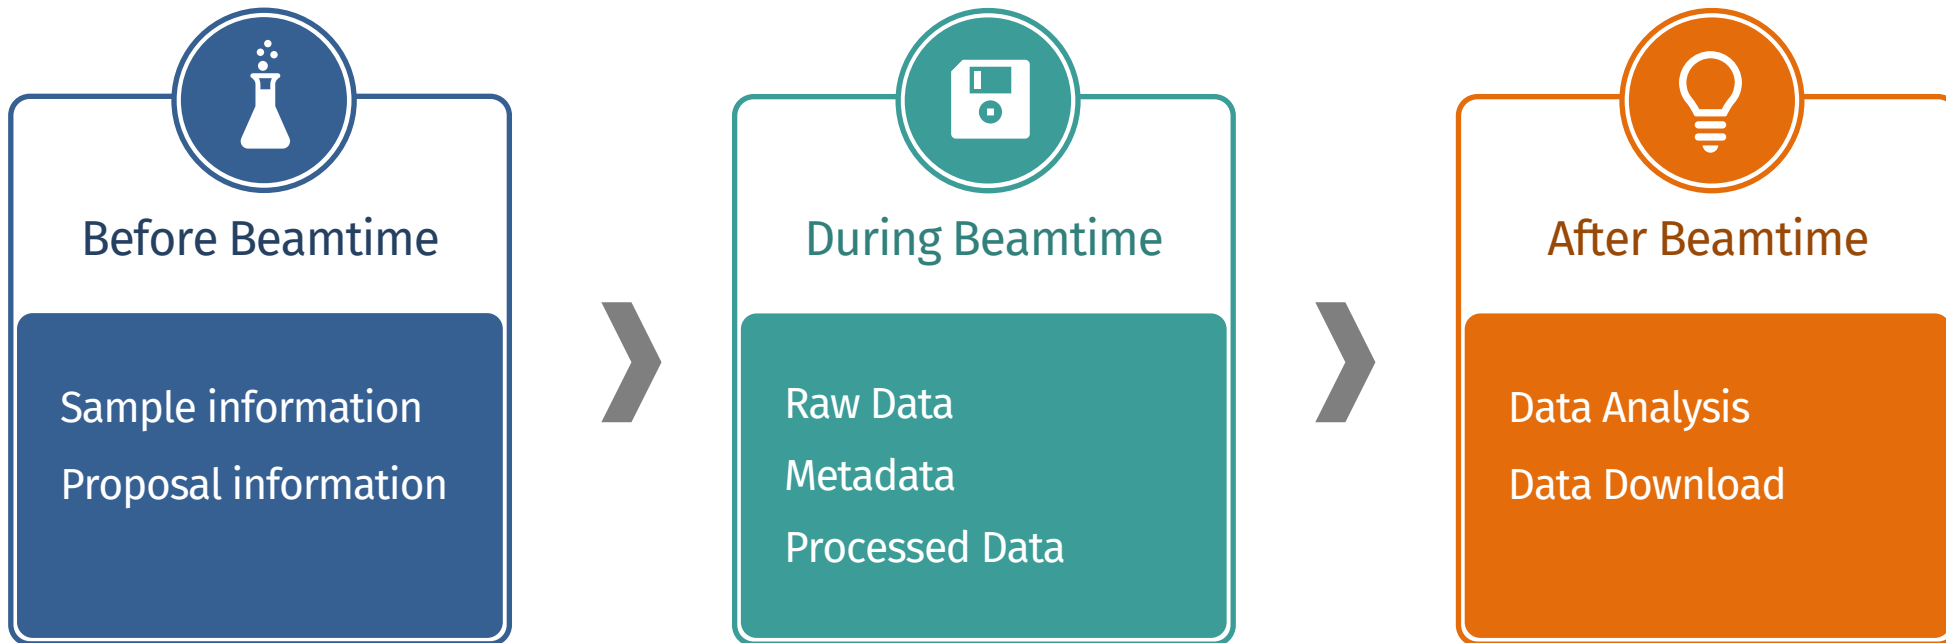 Before Beamtime
Sample information
Proposal information
During Beamtime
Raw Data
Metadata
Processed Data
After Beamtime
Data Analysis
Data Download